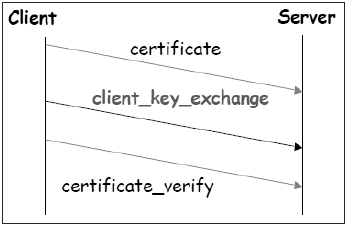 Client Server
certificate
client_key_exchange
certificate_verify